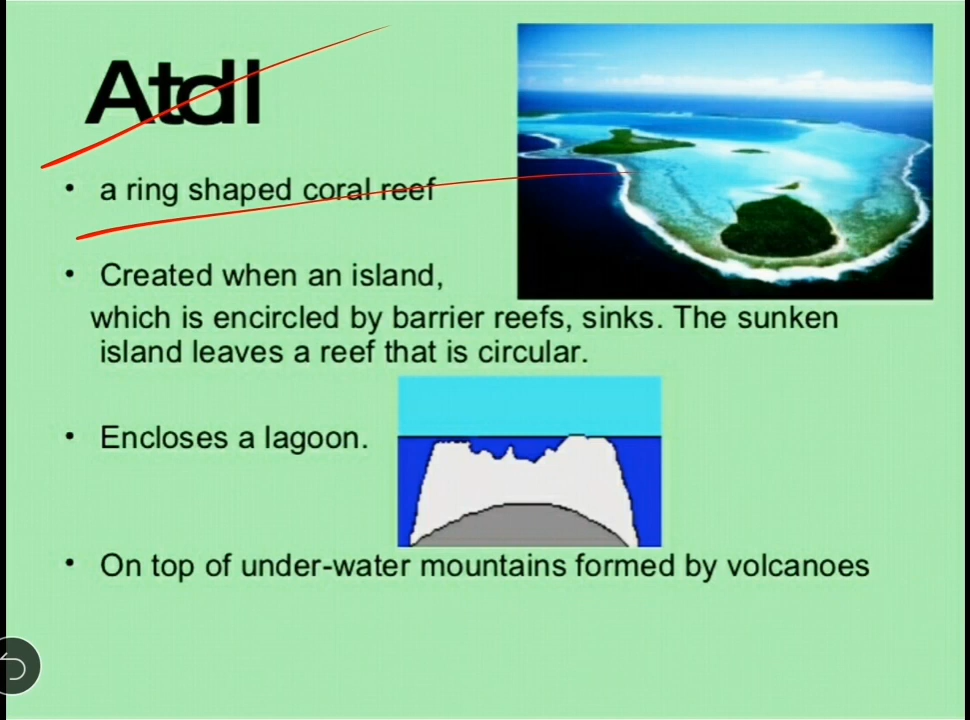 Atoll
• a ring shaped coral reef
• Created when an island,
which is encircled by barrier reefs, sinks. The sunken
island leaves a reef that is circular.
• Encloses a lagoon.
• On top of under-water mountains formed by volcanoes